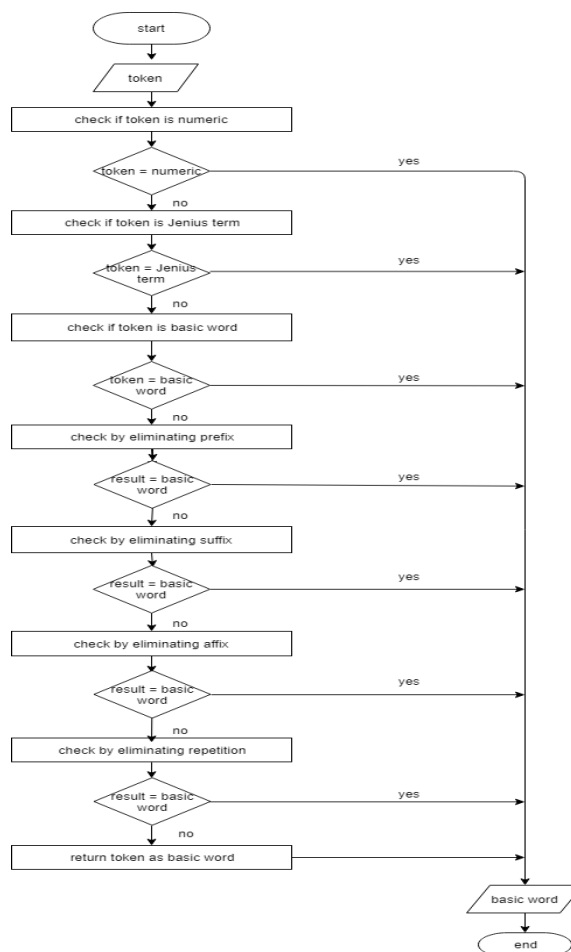 start
token
check if token is numeric
token = numeric
yes
no
check if token is Jenius term
token = Jenius
term
yes
no
check if token is basic word
token = basic
word
yes
no
check by eliminating prefix
result = basic
word
yes
no
check by eliminating suffix
result = basic
word
yes
no
check by eliminating affix
result = basic
word
yes
no
check by eliminating repetition
result = basic
word
yes
no
return token as basic word
basic word
end